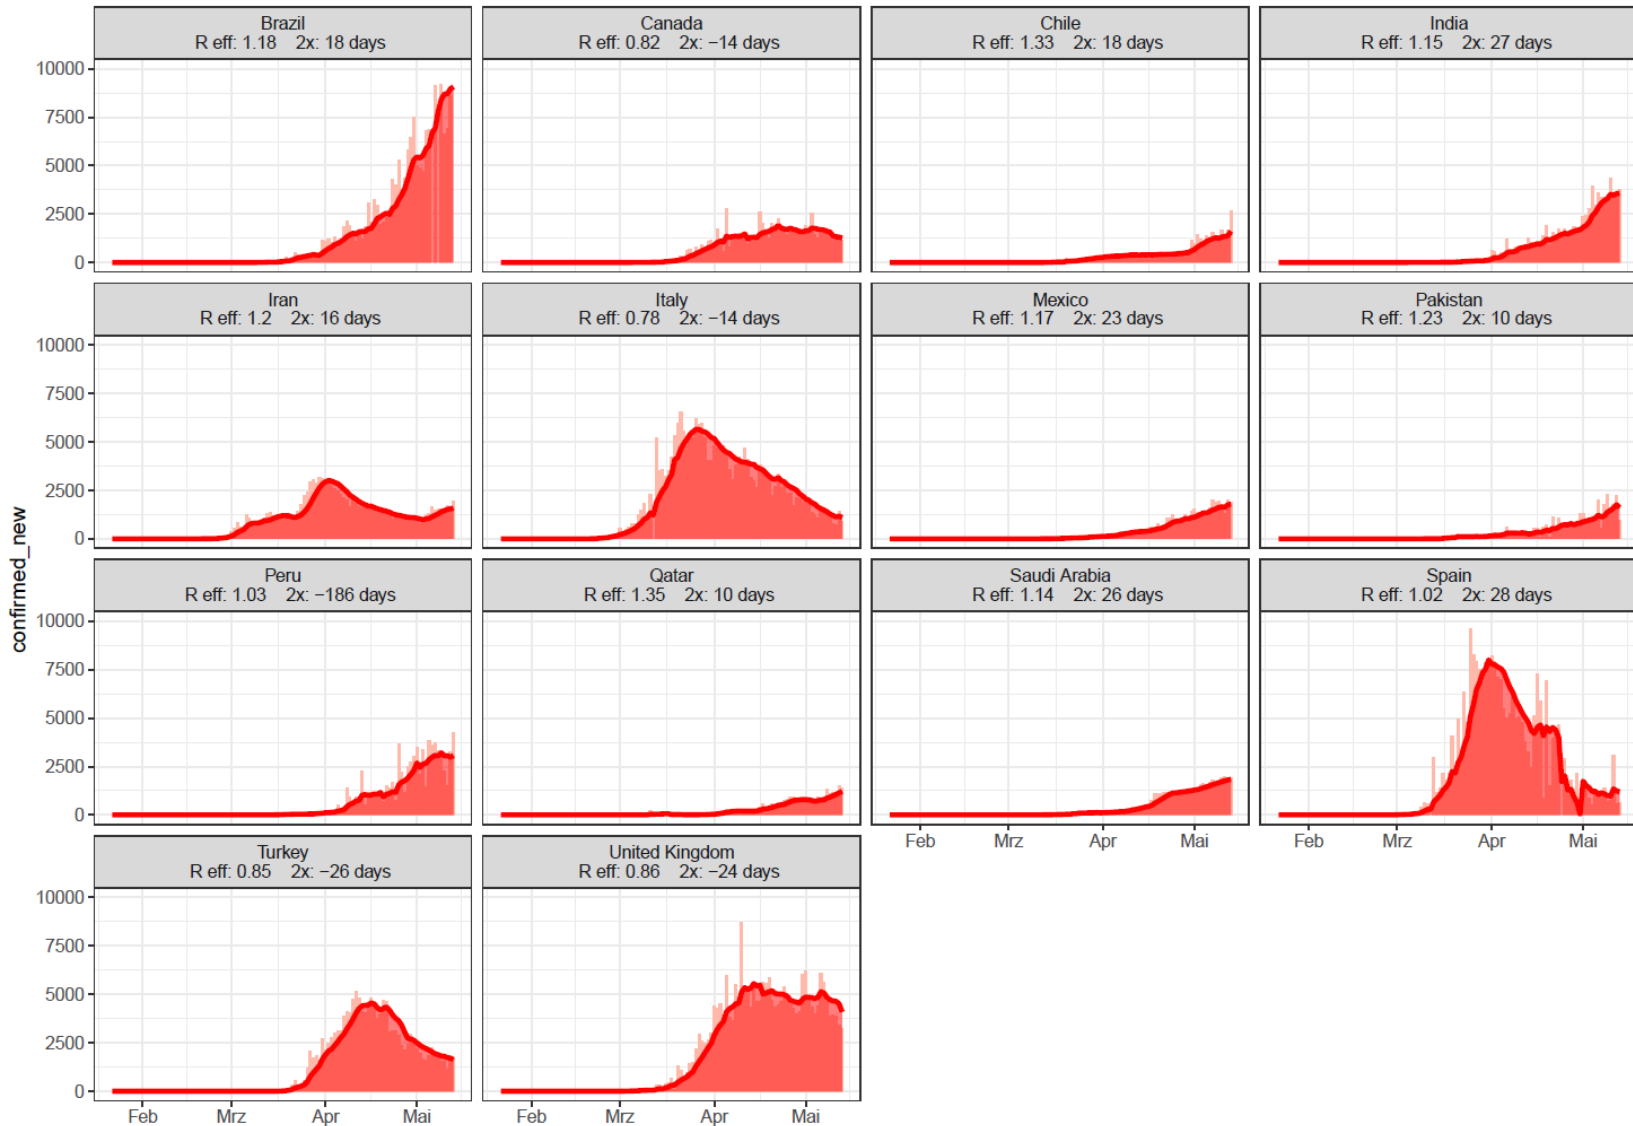 Brazil
R eff: 1.18 2x: 18 days
Canada
R eff: 0.82 2x: −14 days
Chile
R eff: 1.33 2x: 18 days
India
R eff: 1.15 2x: 27 days
10000
7500
5000
2500
0
Iran
R eff: 1.2 2x: 16 days
Italy
R eff: 0.78 2x: −14 days
Mexico
R eff: 1.17 2x: 23 days
Pakistan
R eff: 1.23 2x: 10 days
10000
7500
5000
2500
0
confirmed_new
Peru
R eff: 1.03 2x: −186 days
Qatar
R eff: 1.35 2x: 10 days
Saudi Arabia
R eff: 1.14 2x: 26 days
Spain
R eff: 1.02 2x: 28 days
10000
7500
5000
2500
0
Feb Mrz Apr Mai
Feb Mrz Apr Mai
Turkey
R eff: 0.85 2x: −26 days
United Kingdom
R eff: 0.86 2x: −24 days
10000
7500
5000
2500
0
Feb Mrz Apr Mai
Feb Mrz Apr Mai